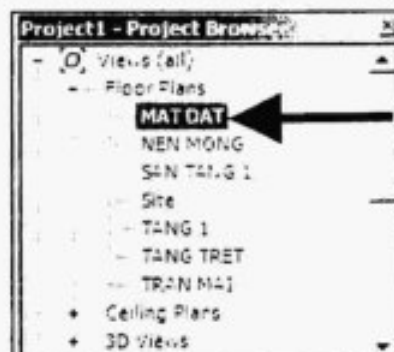 Project1 - Project Browser
Views (all)
Floor Plans
MAT DAT
NEN MONG
SAN TANG 1
Site
TANG 1
TANG TRET
TRAN MAI
Ceiling Plans
3D Views